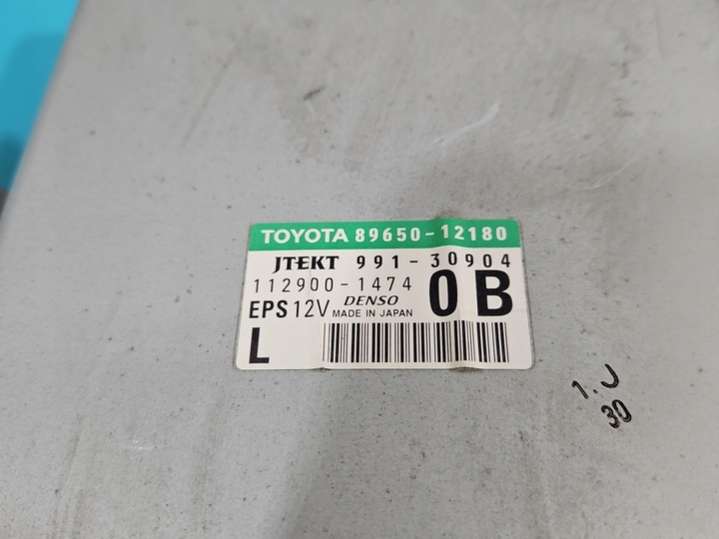 TOYOTA 89650-12180
JTEKT 991-30904
112900-1474
DENSO
0B
EPS 12V MADE IN JAPAN
L
1.J
30